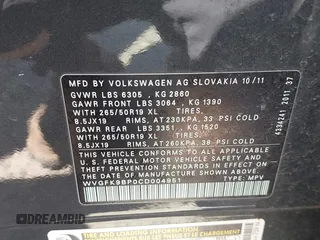 MFD. BY VOLKSWAGEN AG SLOVAKIA 10/11
GVWR LBS 6305 , KG 2860
GAWR FRONT LBS 3064 , KG 1390
WITH 265/50R19 XL TIRES,
8.5JX19 RIMS, AT 230KPA, 33 PSI COLD
GAWR REAR LBS 3351 , KG 1520
WITH 265/50R19 XL TIRES,
8.5JX19 RIMS, AT 260KPA, 38 PSI COLD
THIS VEHICLE CONFORMS TO ALL APPLICABLE
U. S. FEDERAL MOTOR VEHICLE SAFETY
AND THEFT PREVENTION STANDARDS IN EFFECT
ON THE DATE OF MANUFACTURE SHOWN ABOVE.
WVGFK9BP0CD004951 TYPE: MPV
2011 37
DREAMBID